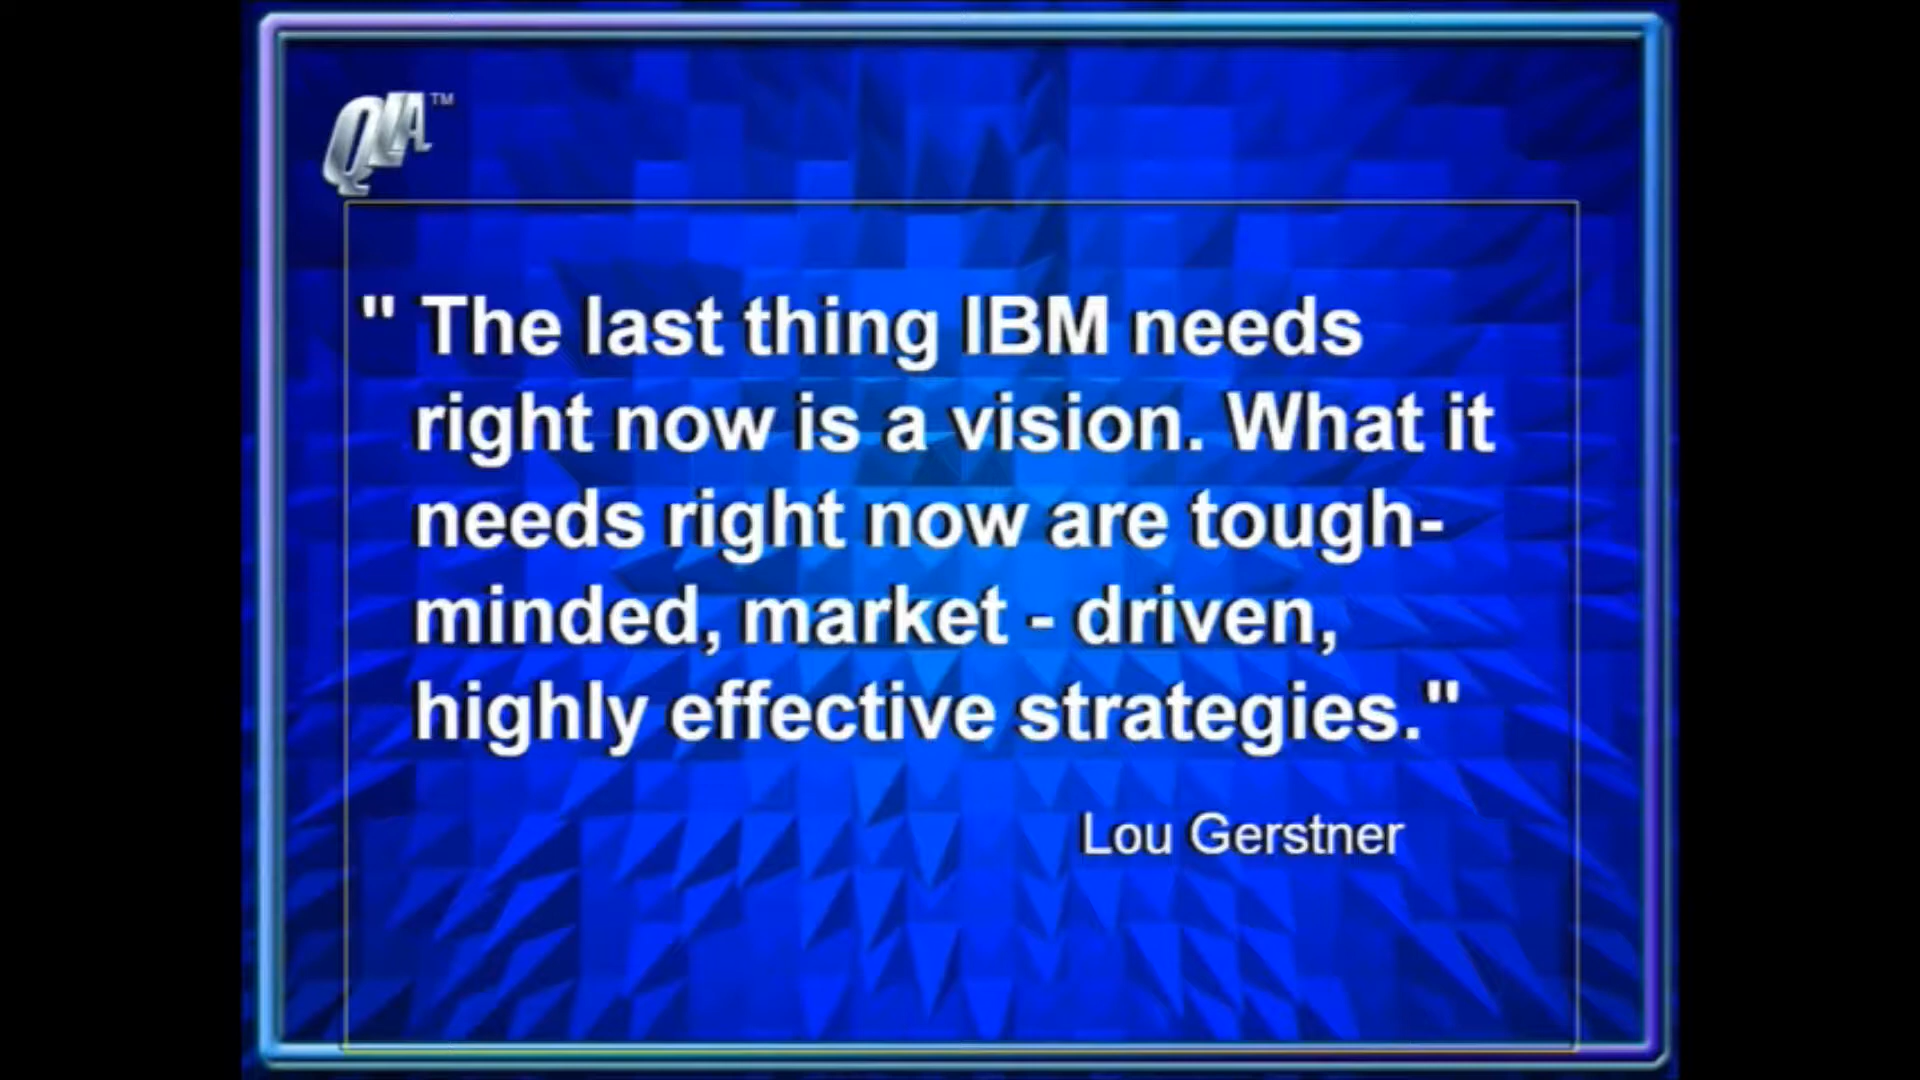 QLA™
" The last thing IBM needs
right now is a vision. What it
needs right now are tough-
minded, market - driven,
highly effective strategies."
Lou Gerstner